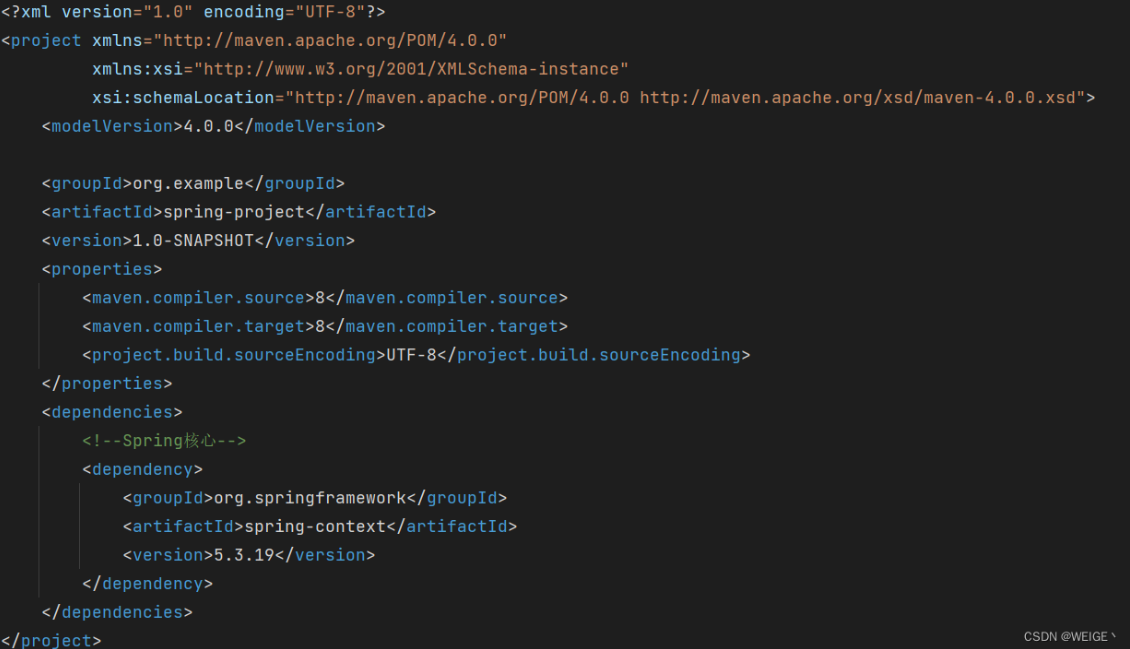 <?xml version="1.0" encoding="UTF-8"?>
<project xmlns="http://maven.apache.org/POM/4.0.0"
         xmlns:xsi="http://www.w3.org/2001/XMLSchema-instance"
         xsi:schemaLocation="http://maven.apache.org/POM/4.0.0 http://maven.apache.org/xsd/maven-4.0.0.xsd">
    <modelVersion>4.0.0</modelVersion>

    <groupId>org.example</groupId>
    <artifactId>spring-project</artifactId>
    <version>1.0-SNAPSHOT</version>
    <properties>
        <maven.compiler.source>8</maven.compiler.source>
        <maven.compiler.target>8</maven.compiler.target>
        <project.build.sourceEncoding>UTF-8</project.build.sourceEncoding>
    </properties>
    <dependencies>
        <!--Spring核心-->
        <dependency>
            <groupId>org.springframework</groupId>
            <artifactId>spring-context</artifactId>
            <version>5.3.19</version>
        </dependency>
    </dependencies>
</project>
CSDN @WEIGE丶